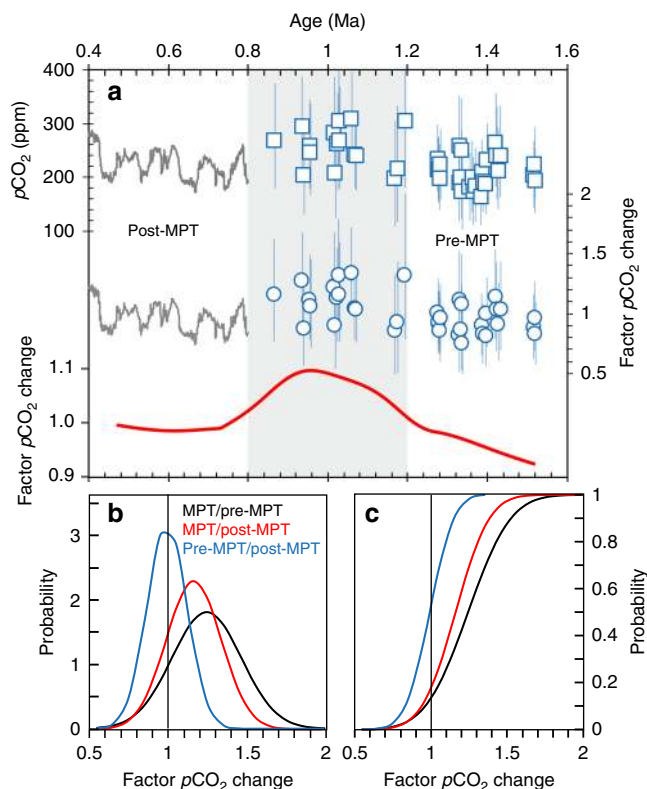 Age (Ma)
0.4 0.6 0.8 1 1.2 1.4 1.6
a
400
300
200
100
pCO2 (ppm)
Post-MPT
Pre-MPT
2
1.5
1
0.5
Factor pCO2 change
1.1
1.0
0.9
Factor pCO2 change
b
MPT/pre-MPT
MPT/post-MPT
Pre-MPT/post-MPT
3
2
1
0
Probability
0.5 1 1.5 2
Factor pCO2 change
c
1
0.8
0.6
0.4
0.2
0
Probability
0.5 1 1.5 2
Factor pCO2 change